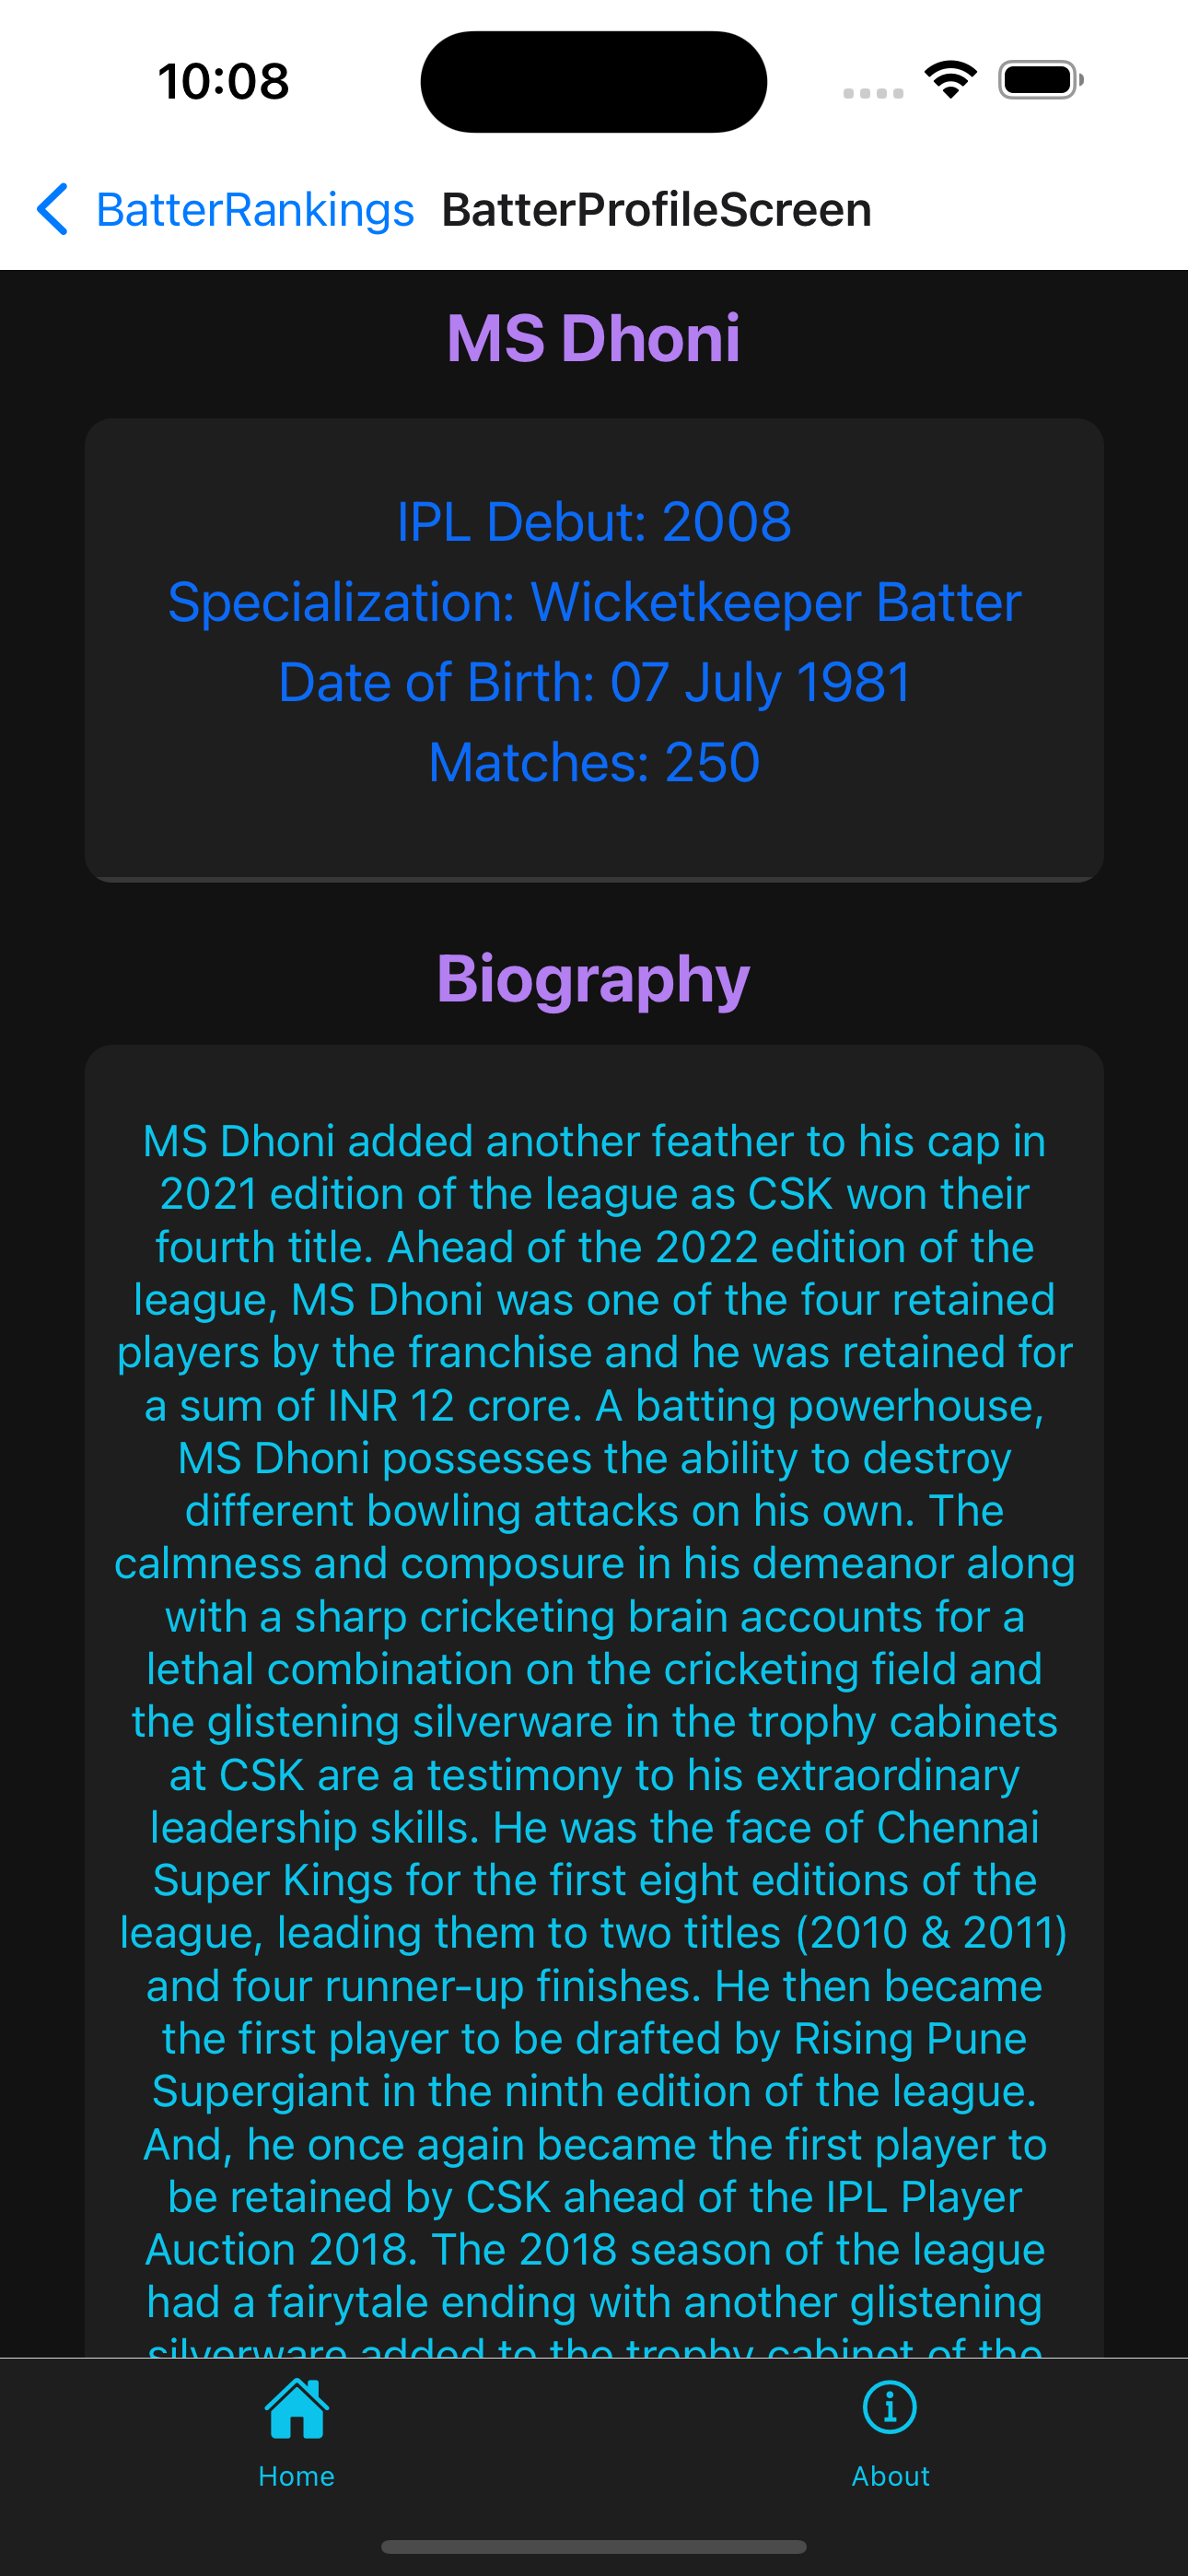 10:08
BatterRankings BatterProfileScreen
MS Dhoni
IPL Debut: 2008
Specialization: Wicketkeeper Batter
Date of Birth: 07 July 1981
Matches: 250
Biography
MS Dhoni added another feather to his cap in
2021 edition of the league as CSK won their
fourth title. Ahead of the 2022 edition of the
league, MS Dhoni was one of the four retained
players by the franchise and he was retained for
a sum of INR 12 crore. A batting powerhouse,
MS Dhoni possesses the ability to destroy
different bowling attacks on his own. The
calmness and composure in his demeanor along
with a sharp cricketing brain accounts for a
lethal combination on the cricketing field and
the glistening silverware in the trophy cabinets
at CSK are a testimony to his extraordinary
leadership skills. He was the face of Chennai
Super Kings for the first eight editions of the
league, leading them to two titles (2010 & 2011)
and four runner-up finishes. He then became
the first player to be drafted by Rising Pune
Supergiant in the ninth edition of the league.
And, he once again became the first player to
be retained by CSK ahead of the IPL Player
Auction 2018. The 2018 season of the league
had a fairytale ending with another glistening
silverware added to the trophy cabinet of the
Home
About